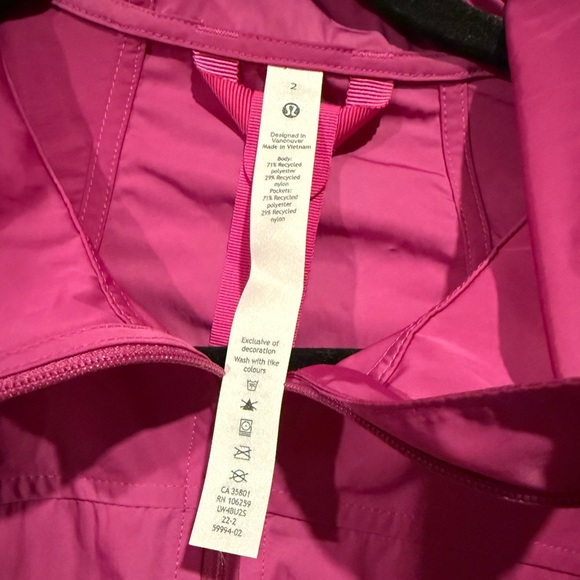 2
Designed in
Vancouver
Made in Vietnam
Body:
71% Recycled
polyester
29% Recycled
nylon
Pockets:
71% Recycled
polyester
29% Recycled
nylon
Exclusive of
decoration
Wash with like
colours
CA 35801
RN 106259
LW4BU2S
22-2
59994-02